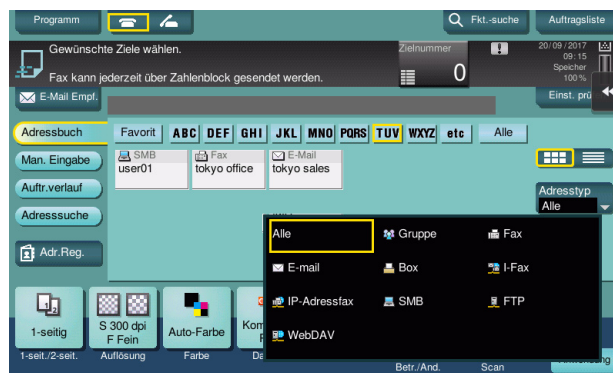 Programm
Fkt.-suche
Auftragsliste
Gewünschte Ziele wählen.
Fax kann jederzeit über Zahlenblock gesendet werden.
Zielnummer
0
20/09/2017
09:15
Speicher
100%
E-Mail Empf.
Einst. prü
Adressbuch
Favorit ABC DEF GHI JKL MNO PQRS TUV WXYZ etc Alle
Man. Eingabe
SMB
user01
Fax
tokyo office
E-Mail
tokyo sales
Auftr.verlauf
Adresstyp
Alle
Adresssuche
Adr.Reg.
Alle Gruppe Fax
E-mail Box I-Fax
IP-Adressfax SMB FTP
WebDAV
1-seitig
S 300 dpi
F Fein
Auto-Farbe
Kom
1-seit./2-seit. Auflösung Farbe Da
Betr./And. Scan